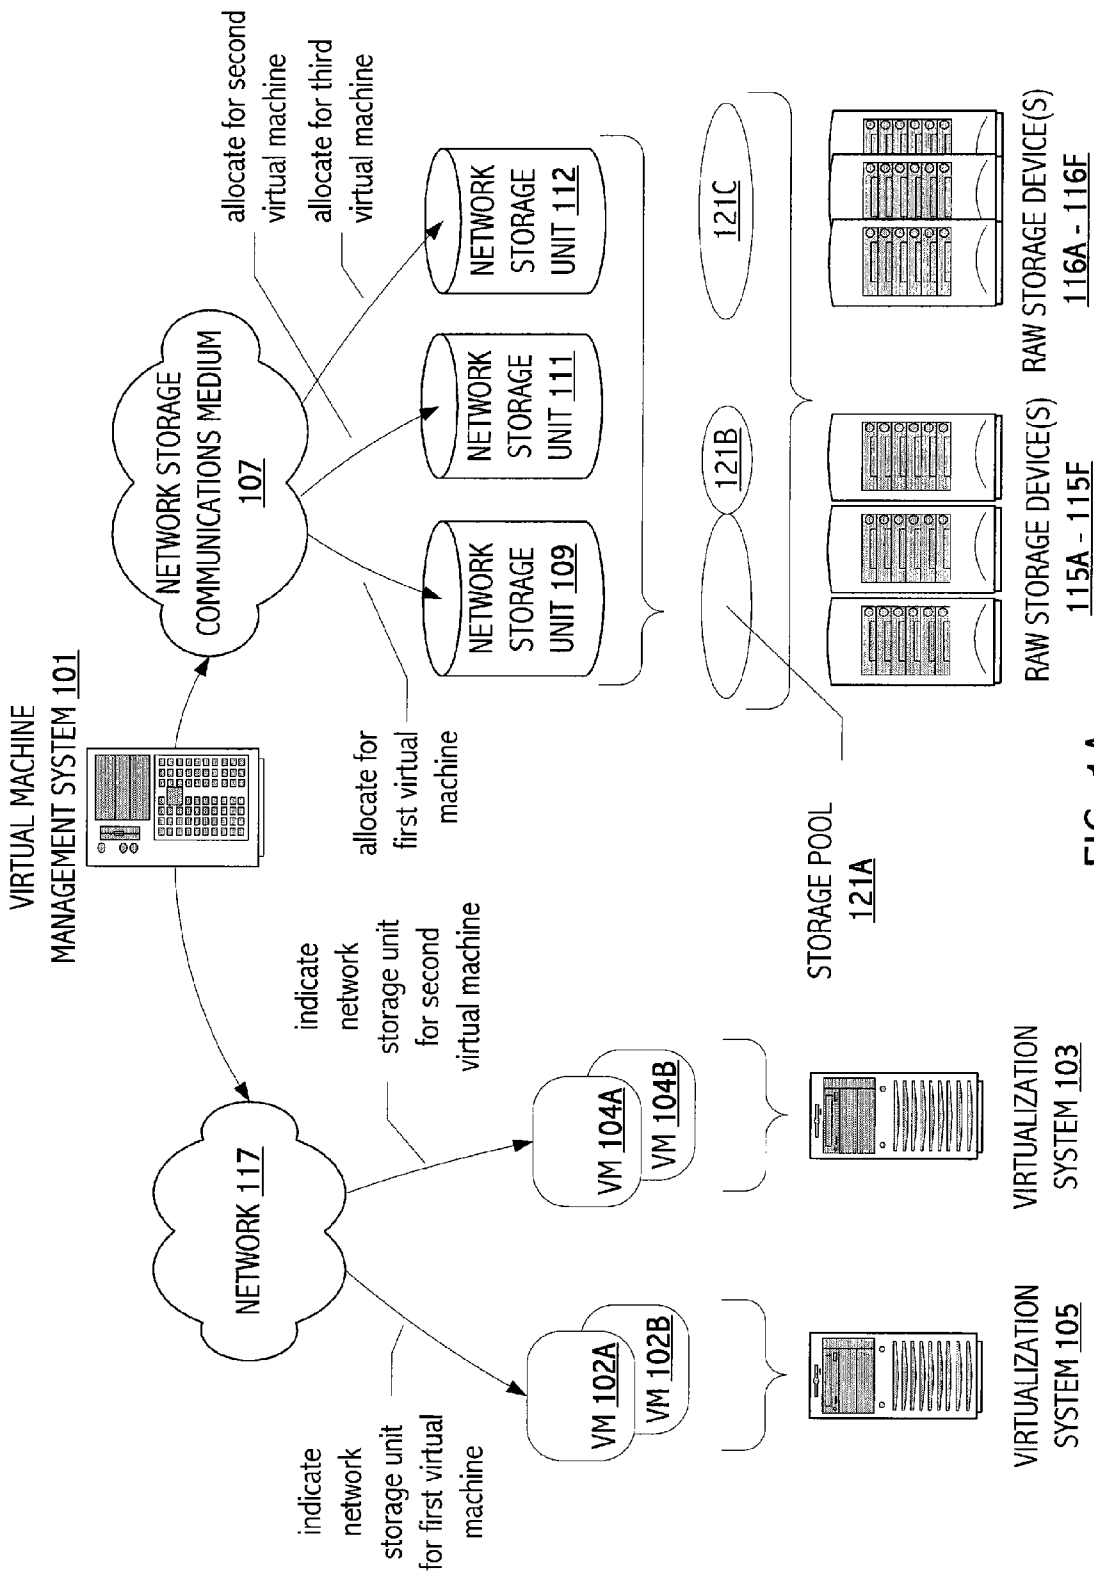 VIRTUAL MACHINE
MANAGEMENT SYSTEM 101
NETWORK 117
NETWORK STORAGE
COMMUNICATIONS MEDIUM
107
indicate
network
storage unit
for first virtual
machine
indicate
network
storage unit
for second
virtual machine
allocate for
first virtual
machine
allocate for second
virtual machine
allocate for third
virtual machine
VM 102A
VM 102B
VM 104A
VM 104B
NETWORK
STORAGE
UNIT 109
NETWORK
STORAGE
UNIT 111
NETWORK
STORAGE
UNIT 112
121B
121C
STORAGE POOL
121A
VIRTUALIZATION
SYSTEM 105
VIRTUALIZATION
SYSTEM 103
RAW STORAGE DEVICE(S)
115A - 115F
RAW STORAGE DEVICE(S)
116A - 116F
FIG. 1A